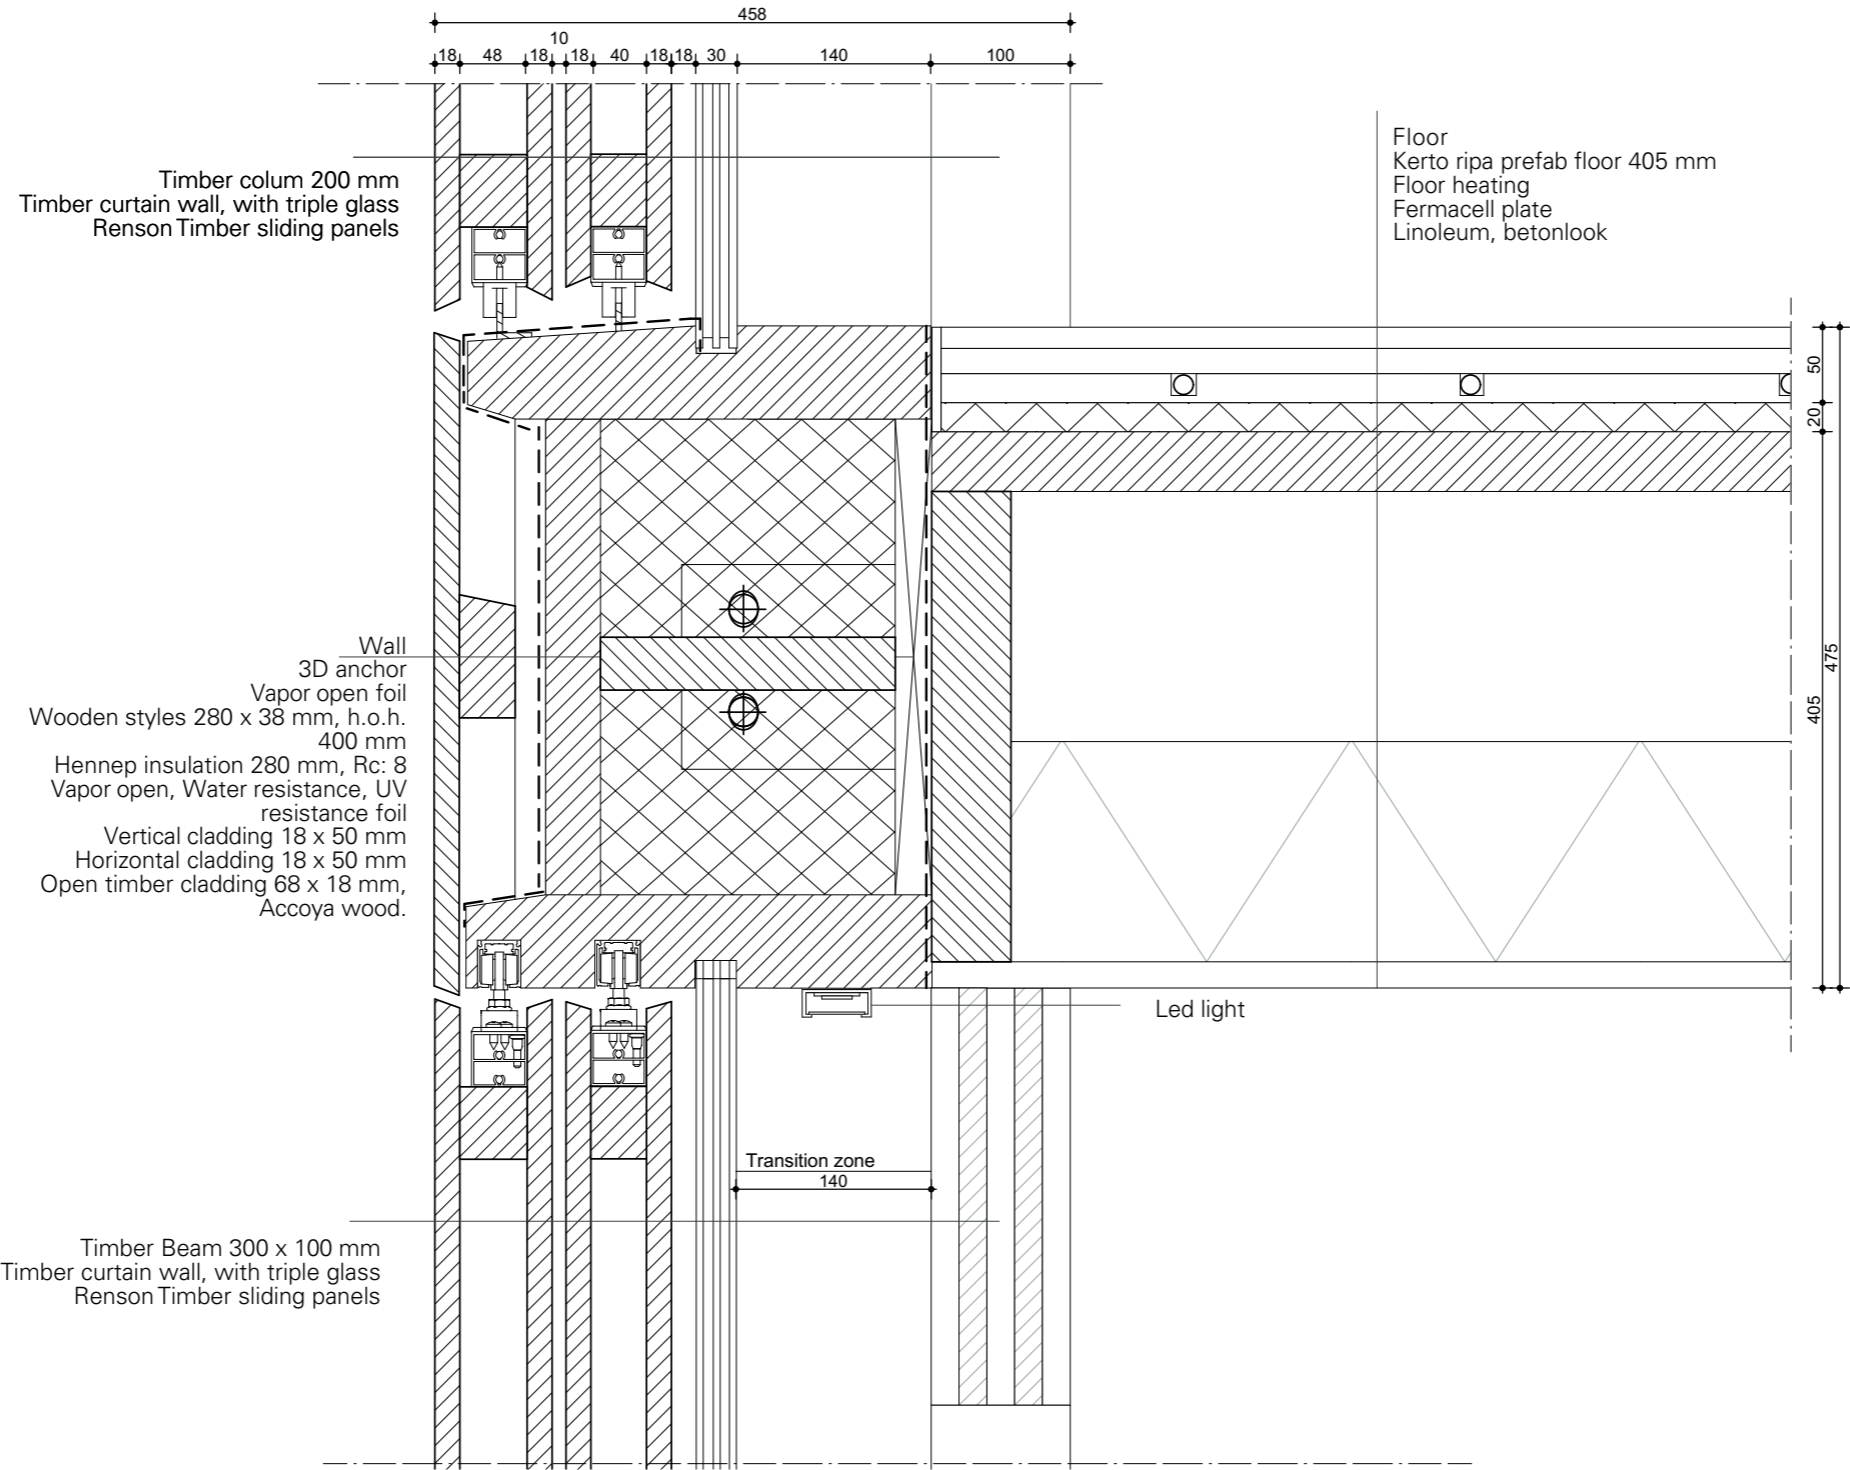 458
10
18 48 18 18 40 18 18 30 140 100
Timber colum 200 mm
Timber curtain wall, with triple glass
Renson Timber sliding panels
Floor
Kerto ripa prefab floor 405 mm
Floor heating
Fermacell plate
Linoleum, betonlook
50
20
475
405
Wall
3D anchor
Vapor open foil
Wooden styles 280 x 38 mm, h.o.h.
400 mm
Hennep insulation 280 mm, Rc: 8
Vapor open, Water resistance, UV
resistance foil
Vertical cladding 18 x 50 mm
Horizontal cladding 18 x 50 mm
Open timber cladding 68 x 18 mm,
Accoya wood.
Led light
Transition zone
140
Timber Beam 300 x 100 mm
Timber curtain wall, with triple glass
Renson Timber sliding panels